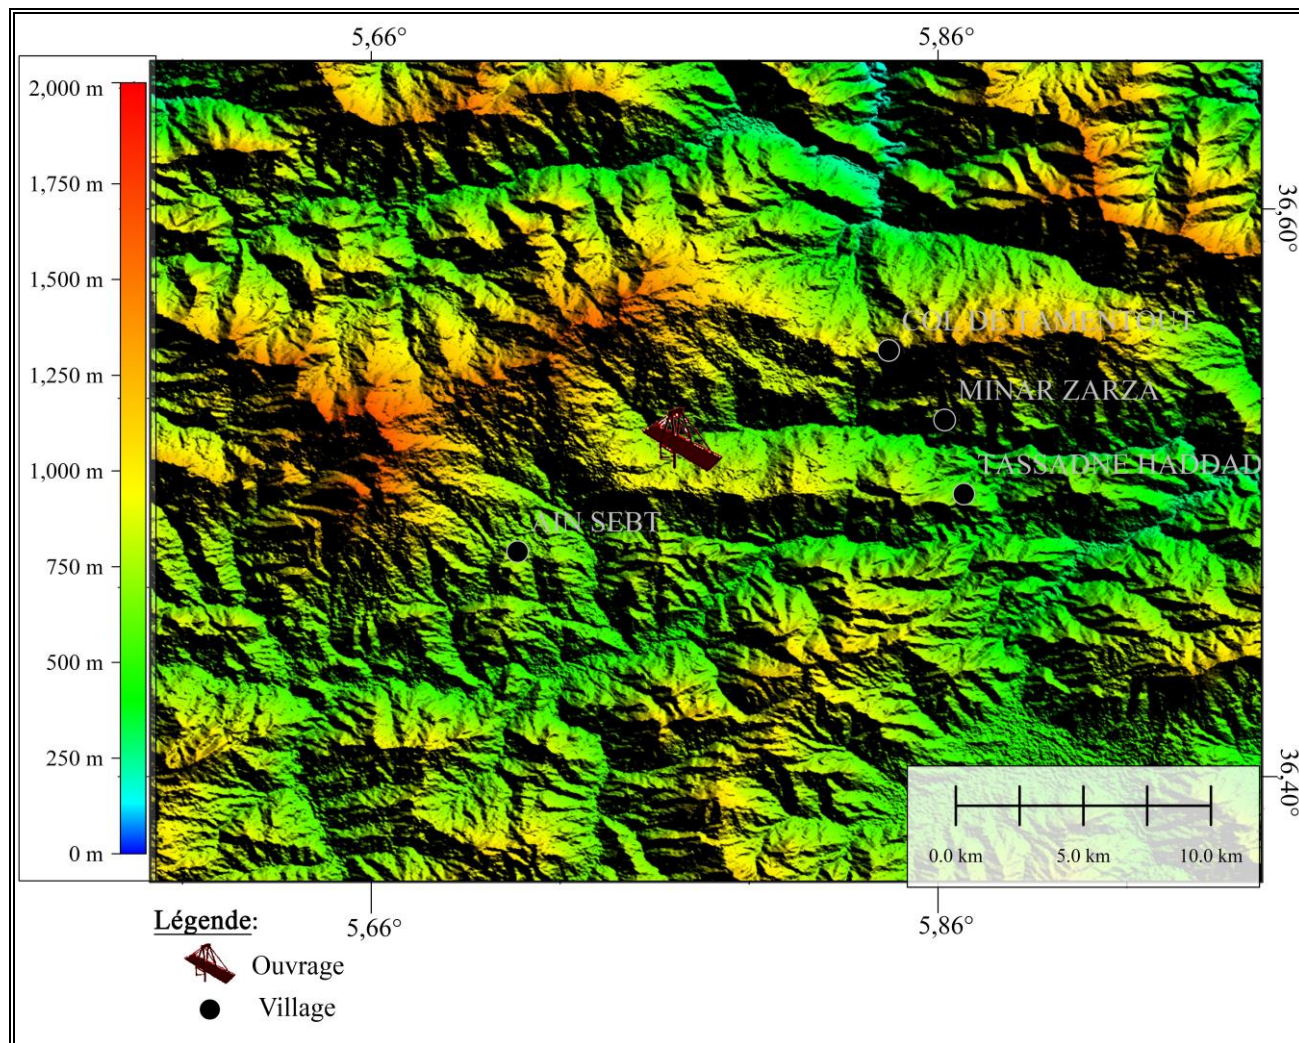 5,66°
5,86°
2,000 m
1,750 m
1,500 m
1,250 m
1,000 m
750 m
500 m
250 m
0 m
36,60°
COL DE TAMENTOUT
MINAR ZARZA
TASSADNE HADDAD
AIN SEBT
36,40°
0.0 km
5.0 km
10.0 km
5,66°
5,86°
Légende:
Ouvrage
Village